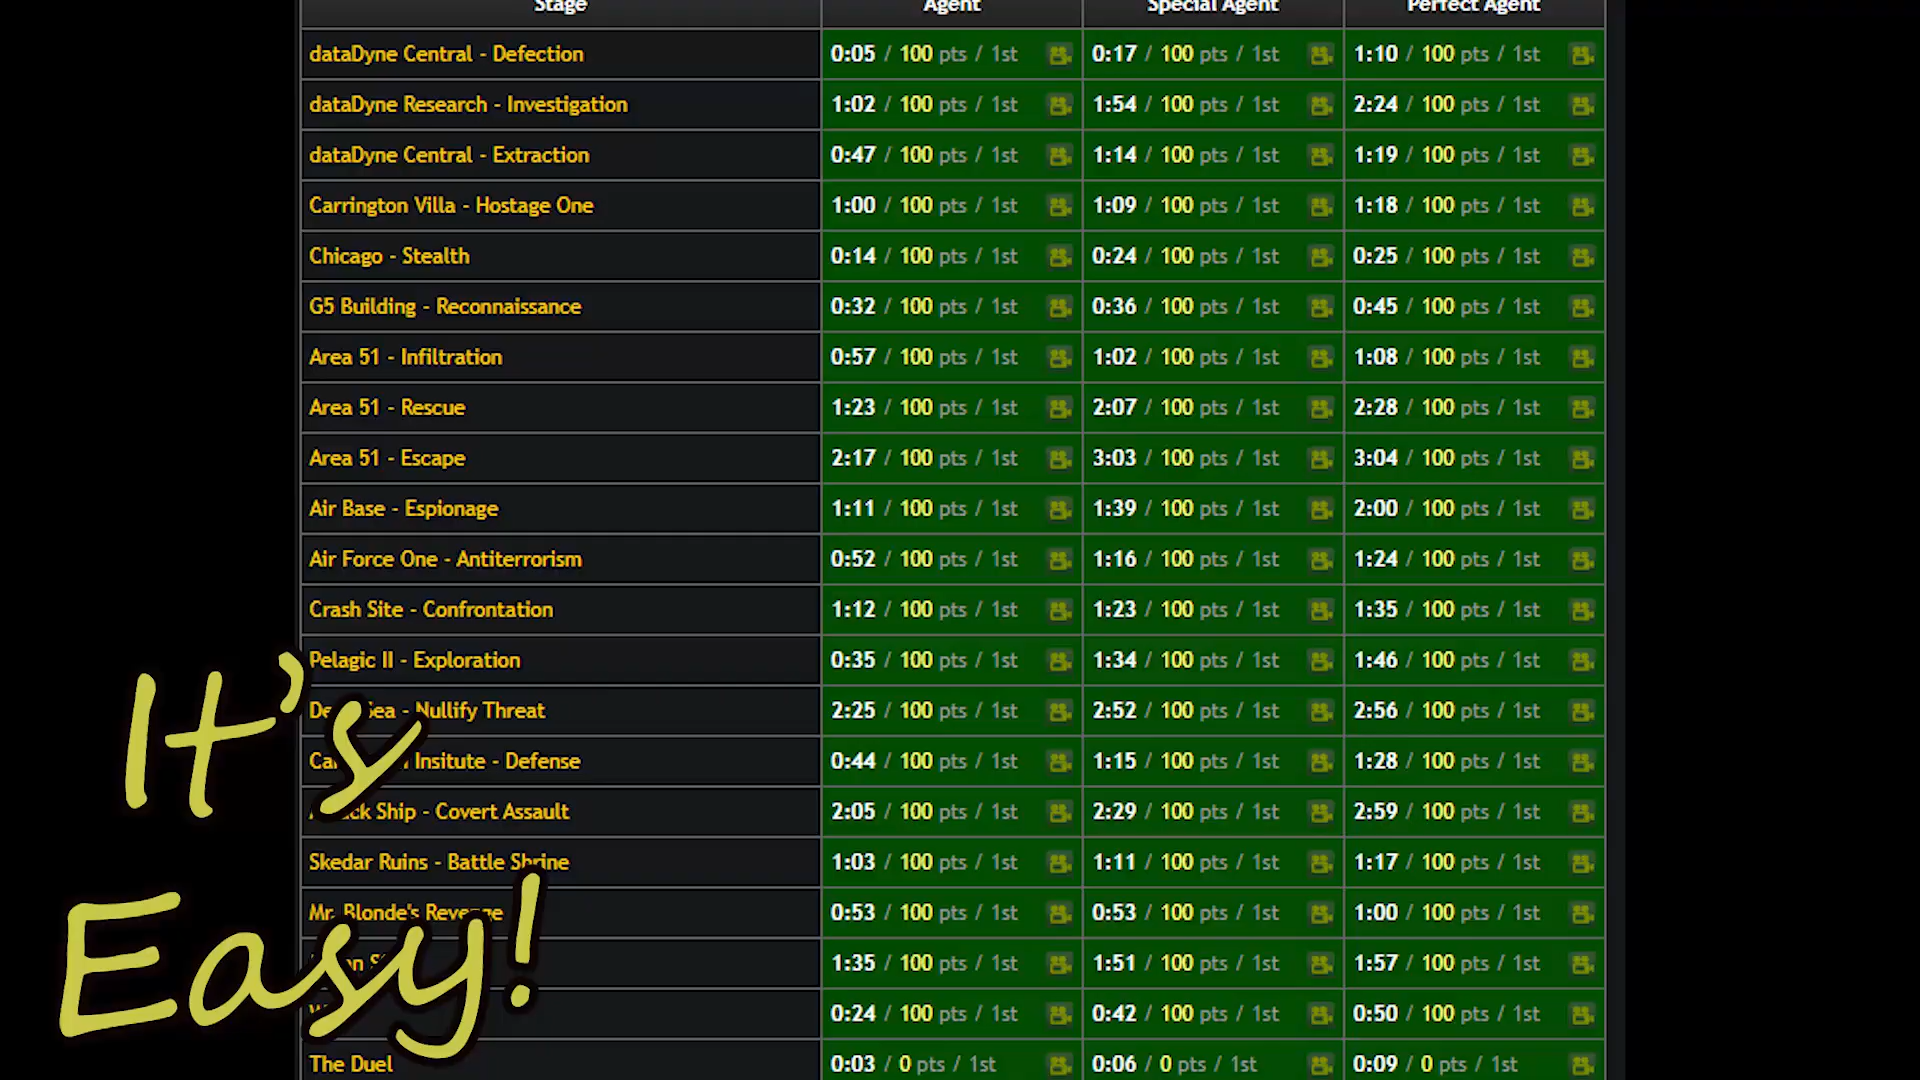 Stage Agent Special Agent Perfect Agent
dataDyne Central - Defection 0:05 / 100 pts / 1st 0:17 / 100 pts / 1st 1:10 / 100 pts / 1st
dataDyne Research - Investigation 1:02 / 100 pts / 1st 1:54 / 100 pts / 1st 2:24 / 100 pts / 1st
dataDyne Central - Extraction 0:47 / 100 pts / 1st 1:14 / 100 pts / 1st 1:19 / 100 pts / 1st
Carrington Villa - Hostage One 1:00 / 100 pts / 1st 1:09 / 100 pts / 1st 1:18 / 100 pts / 1st
Chicago - Stealth 0:14 / 100 pts / 1st 0:24 / 100 pts / 1st 0:25 / 100 pts / 1st
G5 Building - Reconnaissance 0:32 / 100 pts / 1st 0:36 / 100 pts / 1st 0:45 / 100 pts / 1st
Area 51 - Infiltration 0:57 / 100 pts / 1st 1:02 / 100 pts / 1st 1:08 / 100 pts / 1st
Area 51 - Rescue 1:23 / 100 pts / 1st 2:07 / 100 pts / 1st 2:28 / 100 pts / 1st
Area 51 - Escape 2:17 / 100 pts / 1st 3:03 / 100 pts / 1st 3:04 / 100 pts / 1st
Air Base - Espionage 1:11 / 100 pts / 1st 1:39 / 100 pts / 1st 2:00 / 100 pts / 1st
Air Force One - Antiterrorism 0:52 / 100 pts / 1st 1:16 / 100 pts / 1st 1:24 / 100 pts / 1st
Crash Site - Confrontation 1:12 / 100 pts / 1st 1:23 / 100 pts / 1st 1:35 / 100 pts / 1st
Pelagic II - Exploration 0:35 / 100 pts / 1st 1:34 / 100 pts / 1st 1:46 / 100 pts / 1st
Sea - Nullify Threat 2:25 / 100 pts / 1st 2:52 / 100 pts / 1st 2:56 / 100 pts / 1st
Insitute - Defense 0:44 / 100 pts / 1st 1:15 / 100 pts / 1st 1:28 / 100 pts / 1st
Ship - Covert Assault 2:05 / 100 pts / 1st 2:29 / 100 pts / 1st 2:59 / 100 pts / 1st
Skedar Ruins - Battle Shrine 1:03 / 100 pts / 1st 1:11 / 100 pts / 1st 1:17 / 100 pts / 1st
Mr. Blonde's Revenge 0:53 / 100 pts / 1st 0:53 / 100 pts / 1st 1:00 / 100 pts / 1st
1:35 / 100 pts / 1st 1:51 / 100 pts / 1st 1:57 / 100 pts / 1st
0:24 / 100 pts / 1st 0:42 / 100 pts / 1st 0:50 / 100 pts / 1st
The Duel 0:03 / 0 pts / 1st 0:06 / 0 pts / 1st 0:09 / 0 pts / 1st
It's
Easy!